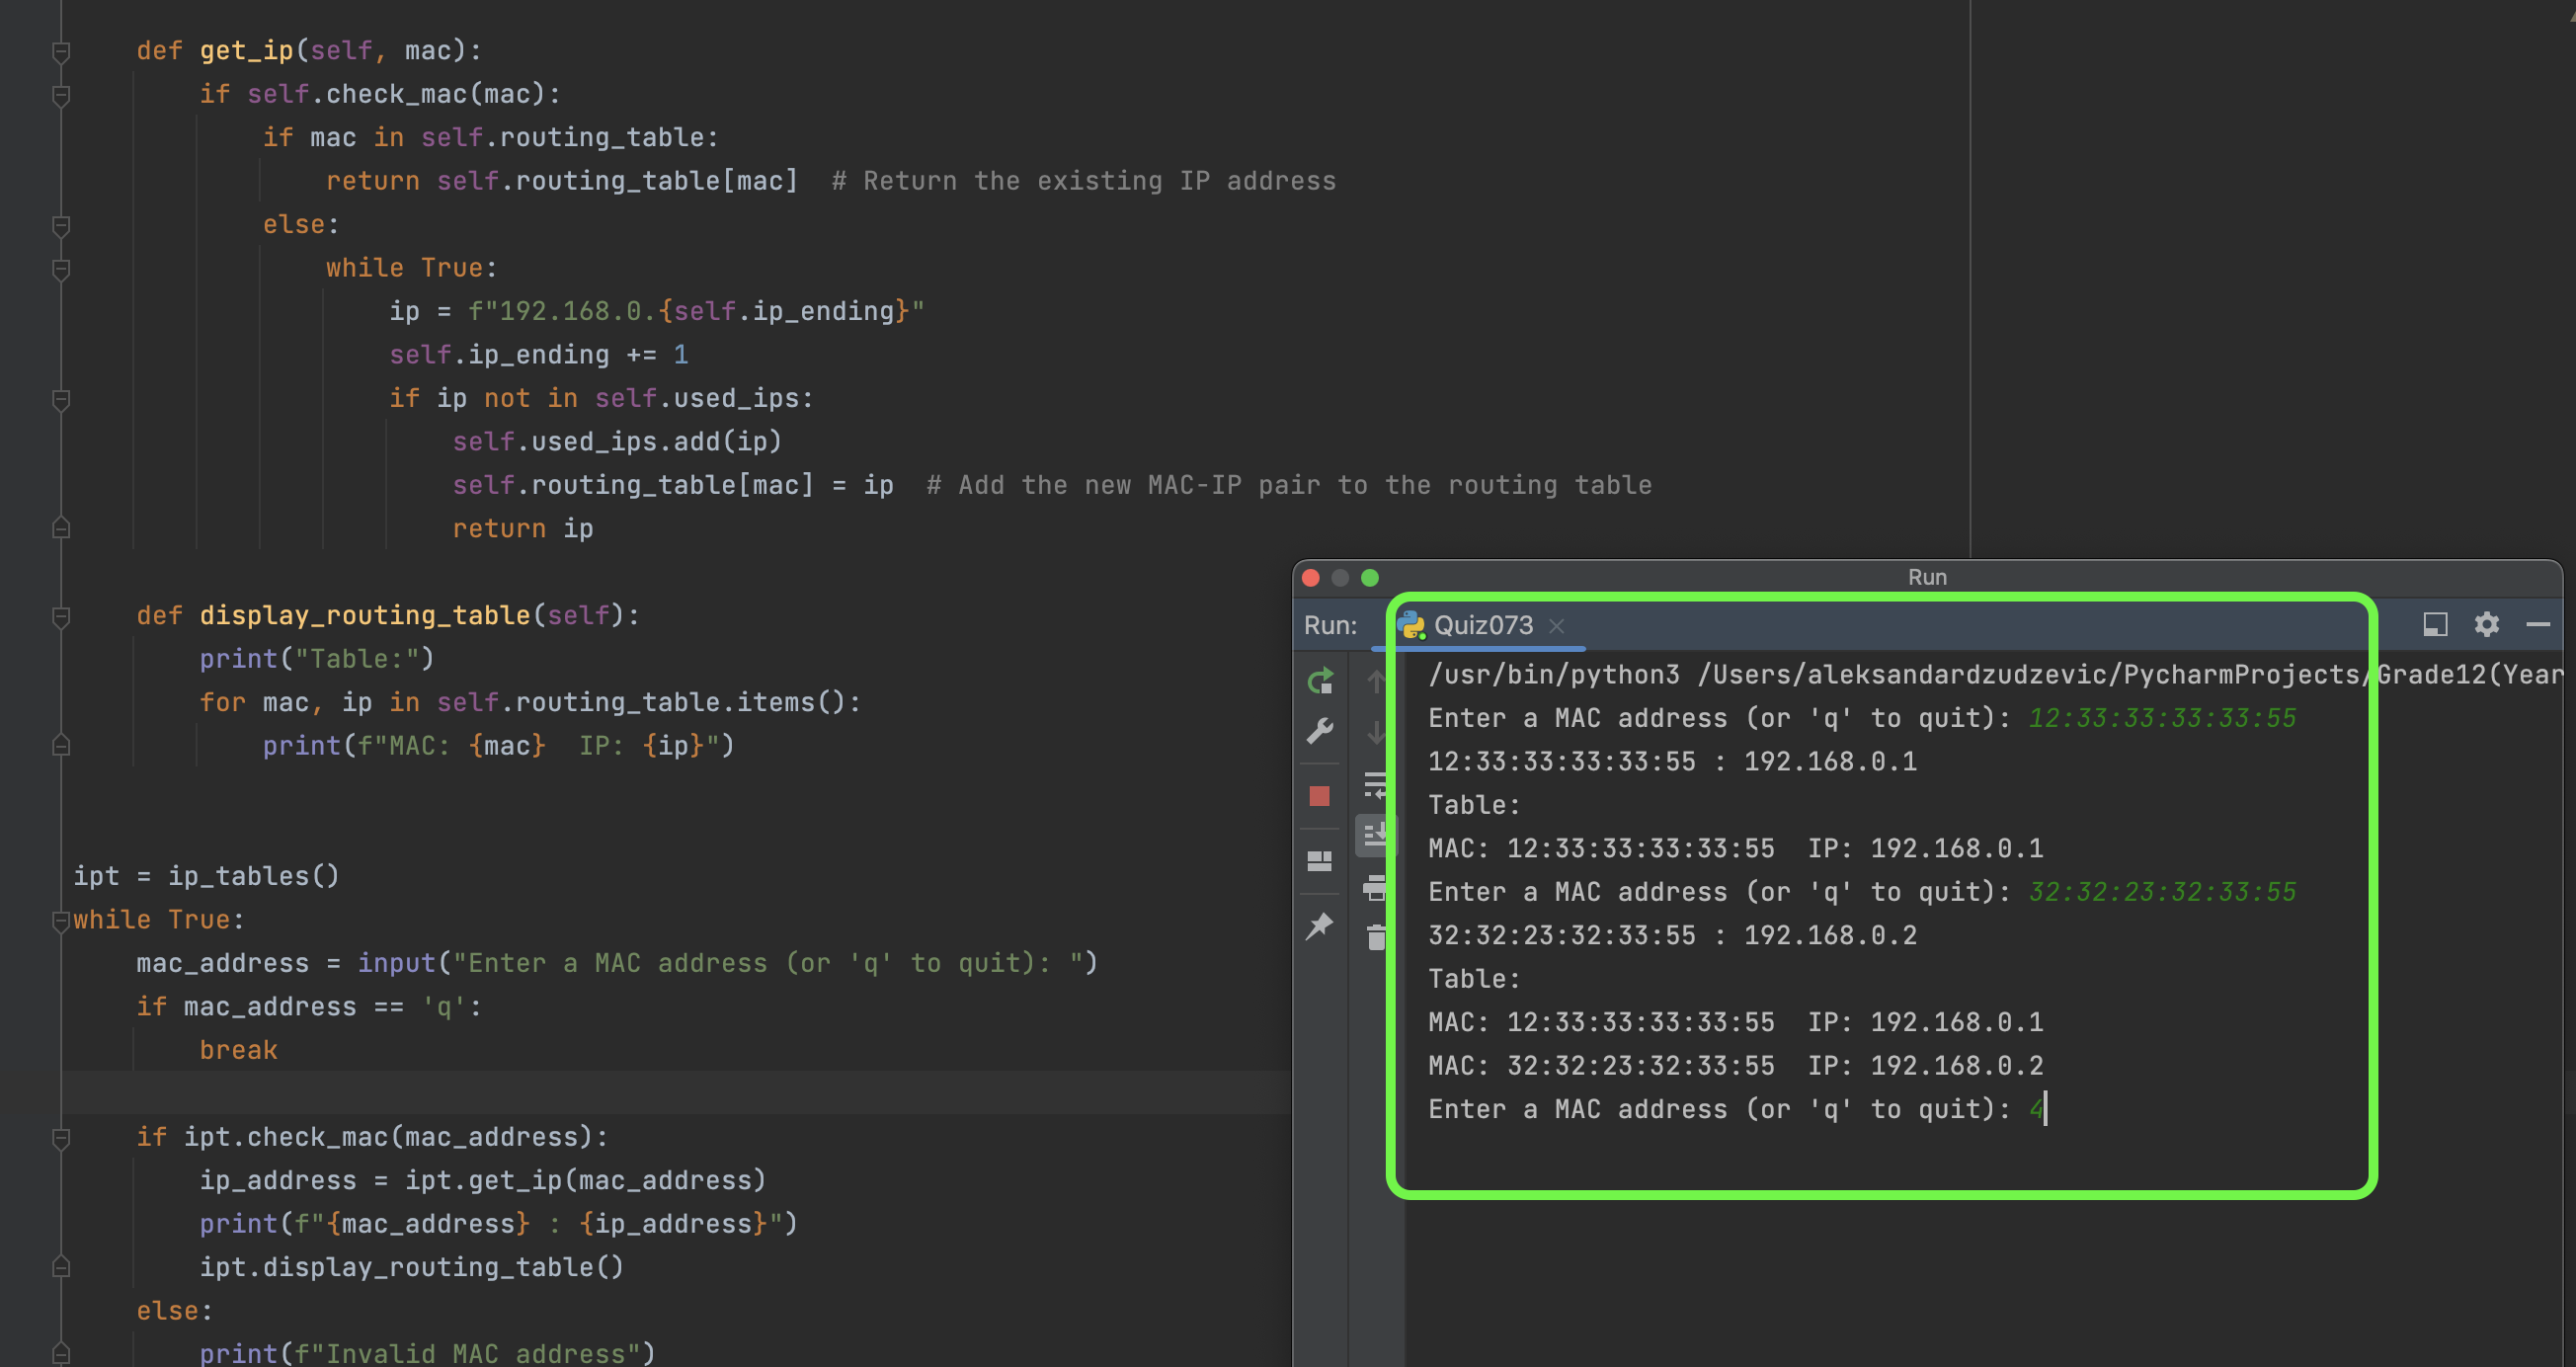 def get_ip(self, mac):
if self.check_mac(mac):
if mac in self.routing_table:
return self.routing_table[mac]  # Return the existing IP address
else:
while True:
ip = f"192.168.0.{self.ip_ending}"
self.ip_ending += 1
if ip not in self.used_ips:
self.used_ips.add(ip)
self.routing_table[mac] = ip  # Add the new MAC-IP pair to the routing table
return ip
def display_routing_table(self):
print("Table:")
for mac, ip in self.routing_table.items():
print(f"MAC: {mac}  IP: {ip}")
ipt = ip_tables()
while True:
mac_address = input("Enter a MAC address (or 'q' to quit): ")
if mac_address == 'q':
break
if ipt.check_mac(mac_address):
ip_address = ipt.get_ip(mac_address)
print(f"{mac_address} : {ip_address}")
ipt.display_routing_table()
else:
print(f"Invalid MAC address")
Run
Run: Quiz073
/usr/bin/python3 /Users/aleksandardzudzevic/PycharmProjects/Grade12(Year
Enter a MAC address (or 'q' to quit): 12:33:33:33:33:55
12:33:33:33:33:55 : 192.168.0.1
Table:
MAC: 12:33:33:33:33:55  IP: 192.168.0.1
Enter a MAC address (or 'q' to quit): 32:32:23:32:33:55
32:32:23:32:33:55 : 192.168.0.2
Table:
MAC: 12:33:33:33:33:55  IP: 192.168.0.1
MAC: 32:32:23:32:33:55  IP: 192.168.0.2
Enter a MAC address (or 'q' to quit): 4